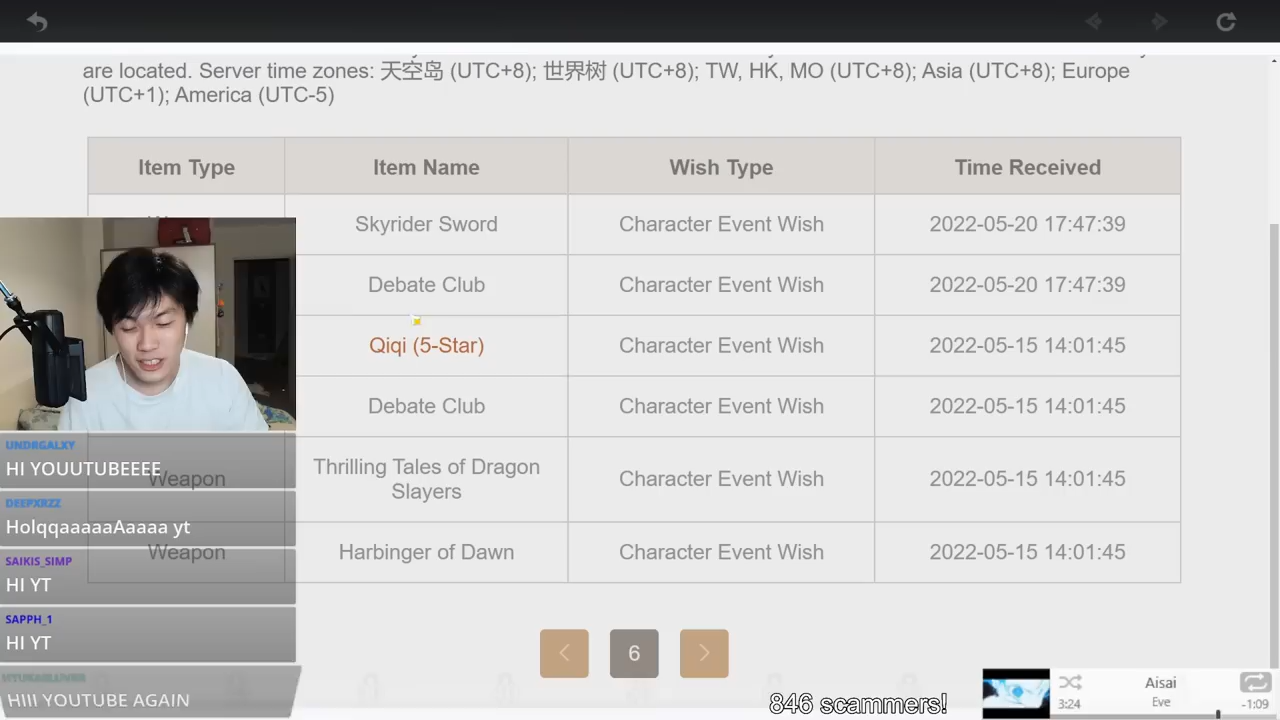 are located. Server time zones: 天空岛 (UTC+8); 世界树 (UTC+8); TW, HK, MO (UTC+8); Asia (UTC+8); Europe
(UTC+1); America (UTC-5)
Item Type Item Name Wish Type Time Received
Skyrider Sword Character Event Wish 2022-05-20 17:47:39
Debate Club Character Event Wish 2022-05-20 17:47:39
Qiqi (5-Star) Character Event Wish 2022-05-15 14:01:45
Debate Club Character Event Wish 2022-05-15 14:01:45
Weapon Thrilling Tales of Dragon
Slayers Character Event Wish 2022-05-15 14:01:45
Weapon Harbinger of Dawn Character Event Wish 2022-05-15 14:01:45
6
UNDRGALXY
HI YOUUTUBEEEE
DEEPXRZZ
HolqqaaaaaAaaaa yt
SAIKIS_SIMP
HI YT
SAPPH_1
HI YT
HIII YOUTUBE AGAIN
846 scammers!
Aisai
Eve
3:24
-1:09